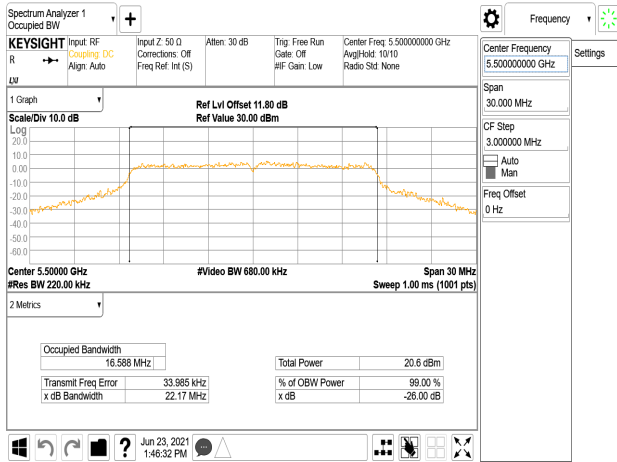 Spectrum Analyzer 1
Occupied BW
KEYSIGHT
R
LXI
Input: RF
Coupling: DC
Align: Auto
Input Z: 50 Ω
Corrections: Off
Freq Ref: Int (S)
Atten: 30 dB
Trig: Free Run
Gate: Off
#IF Gain: Low
Center Freq: 5.500000000 GHz
Avg|Hold: 10/10
Radio Std: None
1 Graph
Scale/Div 10.0 dB
Ref Lvl Offset 11.80 dB
Ref Value 30.00 dBm
Log
20.0
10.0
0.00
-10.0
-20.0
-30.0
-40.0
-50.0
-60.0
Center 5.50000 GHz
#Video BW 680.00 kHz
Span 30 MHz
#Res BW 220.00 kHz
Sweep 1.00 ms (1001 pts)
2 Metrics
Occupied Bandwidth
16.588 MHz
Total Power 20.6 dBm
Transmit Freq Error 33.985 kHz
% of OBW Power 99.00 %
x dB Bandwidth 22.17 MHz
x dB -26.00 dB
?
Jun 23, 2021
1:46:32 PM
Frequency
Center Frequency
5.500000000 GHz
Settings
Span
30.000 MHz
CF Step
3.000000 MHz
Auto
Man
Freq Offset
0 Hz